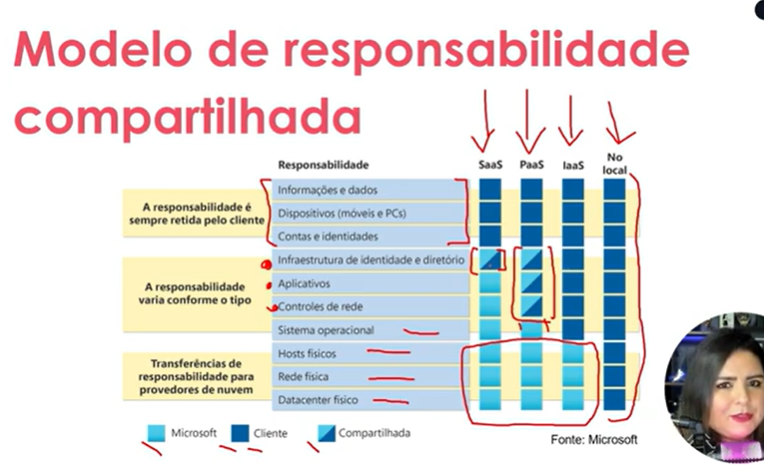 Modelo de responsabilidade
compartilhada
Responsabilidade
SaaS
PaaS
IaaS
No
local
A responsabilidade é
sempre retida pelo cliente
Informações e dados
Dispositivos (móveis e PCs)
Contas e identidades
A responsabilidade
varia conforme o tipo
Infraestrutura de identidade e diretório
Aplicativos
Controles de rede
Sistema operacional
Transferências de
responsabilidade para
provedores de nuvem
Hosts físicos
Rede física
Datacenter físico
Microsoft
Cliente
Compartilhada
Fonte: Microsoft